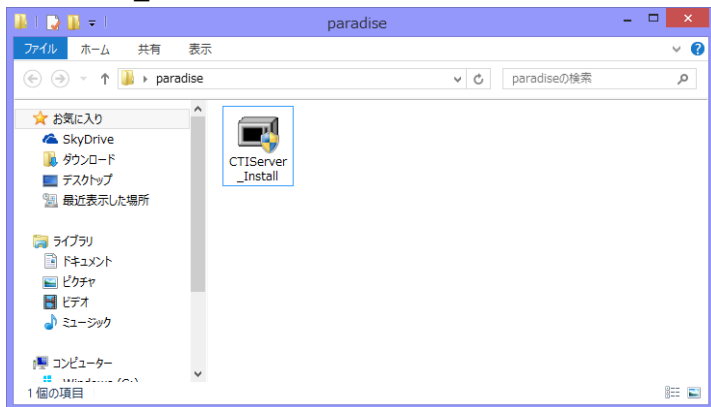 paradise
ファイル ホーム 共有 表示
paradise
paradiseの検索
お気に入り
SkyDrive
ダウンロード
デスクトップ
最近表示した場所
ライブラリ
ドキュメント
ピクチャ
ビデオ
ミュージック
コンピューター
Windows (C:)
CTIServer
_Install
1 個の項目